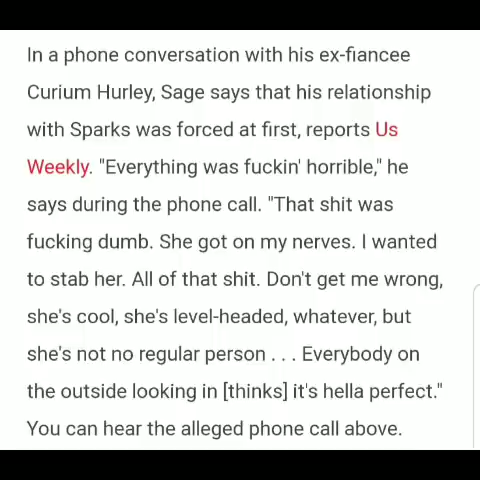 In a phone conversation with his ex-fiancee
Curium Hurley, Sage says that his relationship
with Sparks was forced at first, reports Us
Weekly. "Everything was fuckin' horrible," he
says during the phone call. "That shit was
fucking dumb. She got on my nerves. I wanted
to stab her. All of that shit. Don't get me wrong,
she's cool, she's level-headed, whatever, but
she's not no regular person . . . Everybody on
the outside looking in [thinks] it's hella perfect."
You can hear the alleged phone call above.